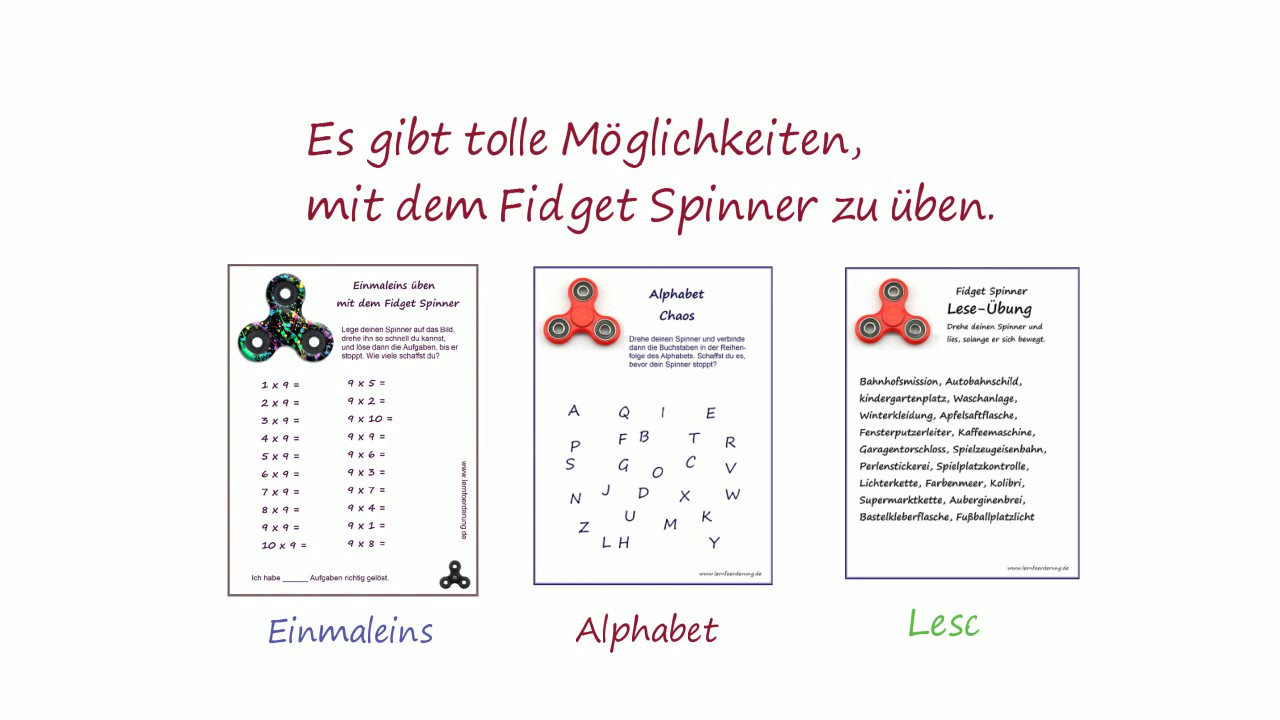 Es gibt tolle Möglichkeiten,
mit dem Fidget Spinner zu üben.
Einmaleins üben
mit dem Fidget Spinner
Lege deinen Spinner auf das Bild,
drehe ihn so schnell du kannst,
und löse dann die Aufgaben, bis er
stoppt. Wie viele schaffst du?
1 x 9 = 9 x 5 =
2 x 9 = 9 x 2 =
3 x 9 = 9 x 10 =
4 x 9 = 9 x 9 =
5 x 9 = 9 x 6 =
6 x 9 = 9 x 3 =
7 x 9 = 9 x 7 =
8 x 9 = 9 x 4 =
9 x 9 = 9 x 1 =
10 x 9 = 9 x 8 =
www.lernfoerderung.de
Ich habe ______ Aufgaben richtig gelöst.
Einmaleins
Alphabet
Chaos
Drehe deinen Spinner und verbinde
dann die Buchstaben in der Reihen-
folge des Alphabets. Schaffst du es,
bevor dein Spinner stoppt?
A Q I E
P F B T R
S G O C V
N J D X W
Z U M K
L H Y
www.lernfoerderung.de
Alphabet
Fidget Spinner
Lese-Übung
Drehe deinen Spinner und
lies, solange er sich bewegt.
Bahnhofsmission, Autobahnschild,
kindergartenplatz, Waschanlage,
Winterkleidung, Apfelsaftflasche,
Fensterputzerleiter, Kaffeemaschine,
Garagentorschloss, Spielzeugeisenbahn,
Perlenstickerei, Spielplatzkontrolle,
Lichterkette, Farbenmeer, Kolibri,
Supermarktkette, Auberginenbrei,
Bastelkleberflasche, Fußballplatzlicht
www.lernfoerderung.de
Lesc